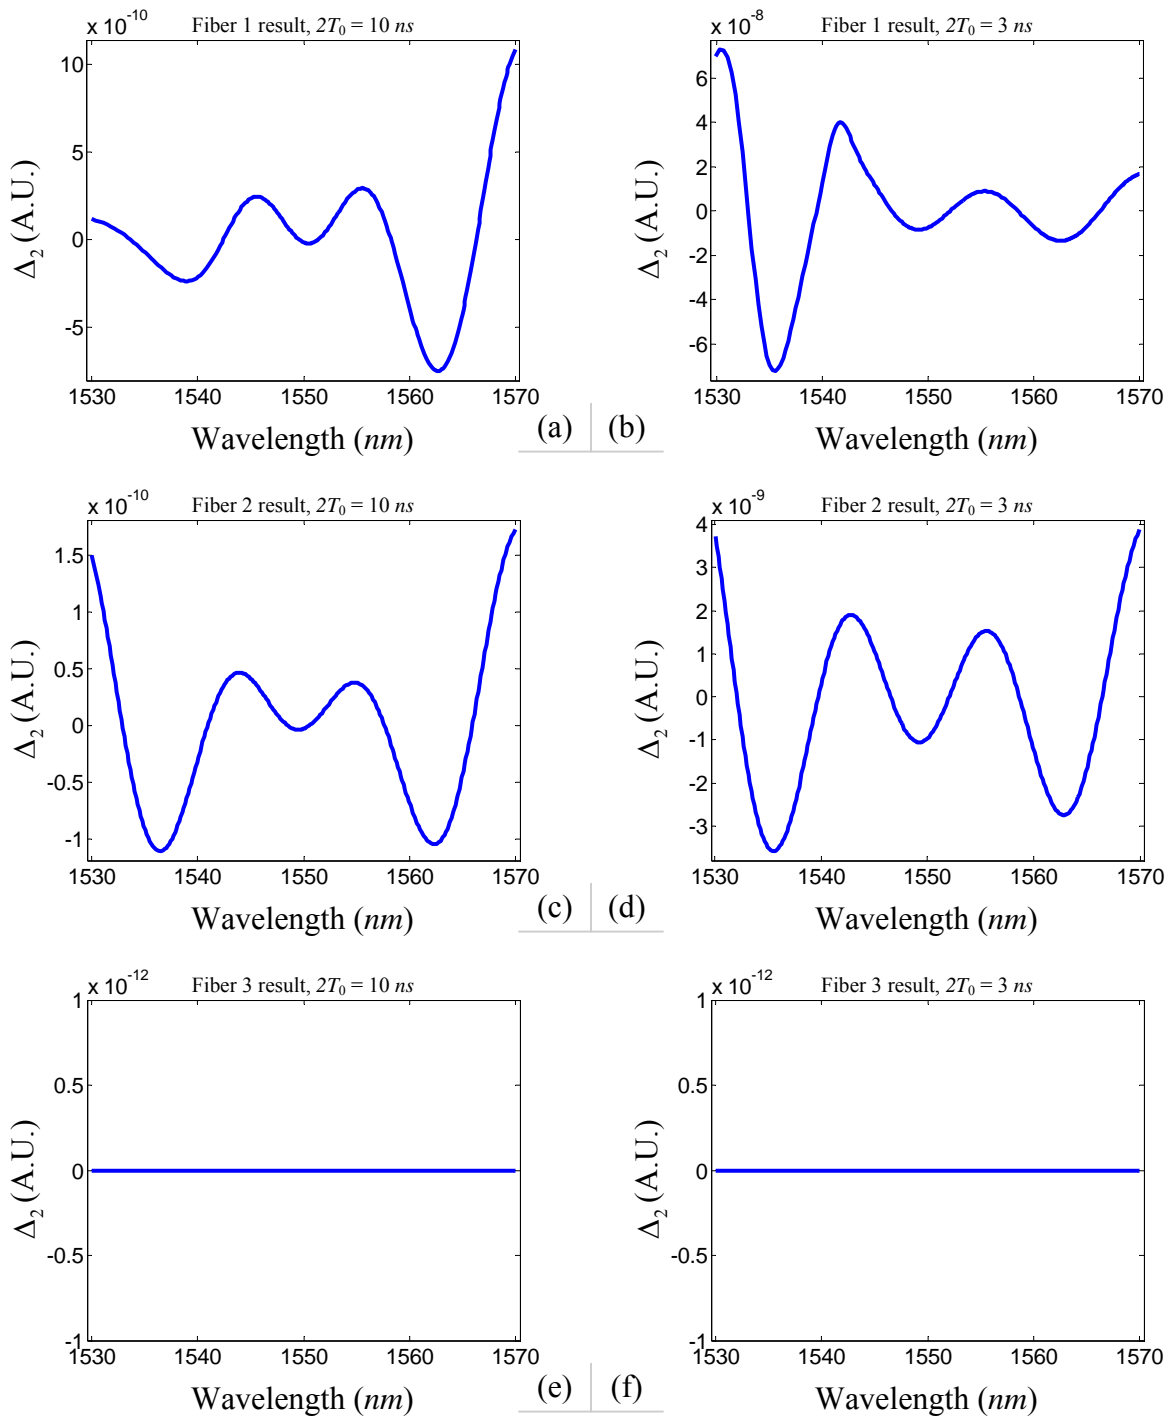 x 10^-10
Fiber 1 result, 2T₀ = 10 ns
10
5
0
-5
Δ₂ (A.U.)
1530 1540 1550 1560 1570
Wavelength (nm)
x 10^-8
Fiber 1 result, 2T₀ = 3 ns
6
4
2
0
-2
-4
-6
Δ₂ (A.U.)
1530 1540 1550 1560 1570
Wavelength (nm)
(a) (b)
x 10^-10
Fiber 2 result, 2T₀ = 10 ns
1.5
1
0.5
0
-0.5
-1
Δ₂ (A.U.)
1530 1540 1550 1560 1570
Wavelength (nm)
x 10^-9
Fiber 2 result, 2T₀ = 3 ns
4
3
2
1
0
-1
-2
-3
Δ₂ (A.U.)
1530 1540 1550 1560 1570
Wavelength (nm)
(c) (d)
x 10^-12
Fiber 3 result, 2T₀ = 10 ns
1
0.5
0
-0.5
-1
Δ₂ (A.U.)
1530 1540 1550 1560 1570
Wavelength (nm)
x 10^-12
Fiber 3 result, 2T₀ = 3 ns
1
0.5
0
-0.5
-1
Δ₂ (A.U.)
1530 1540 1550 1560 1570
Wavelength (nm)
(e) (f)